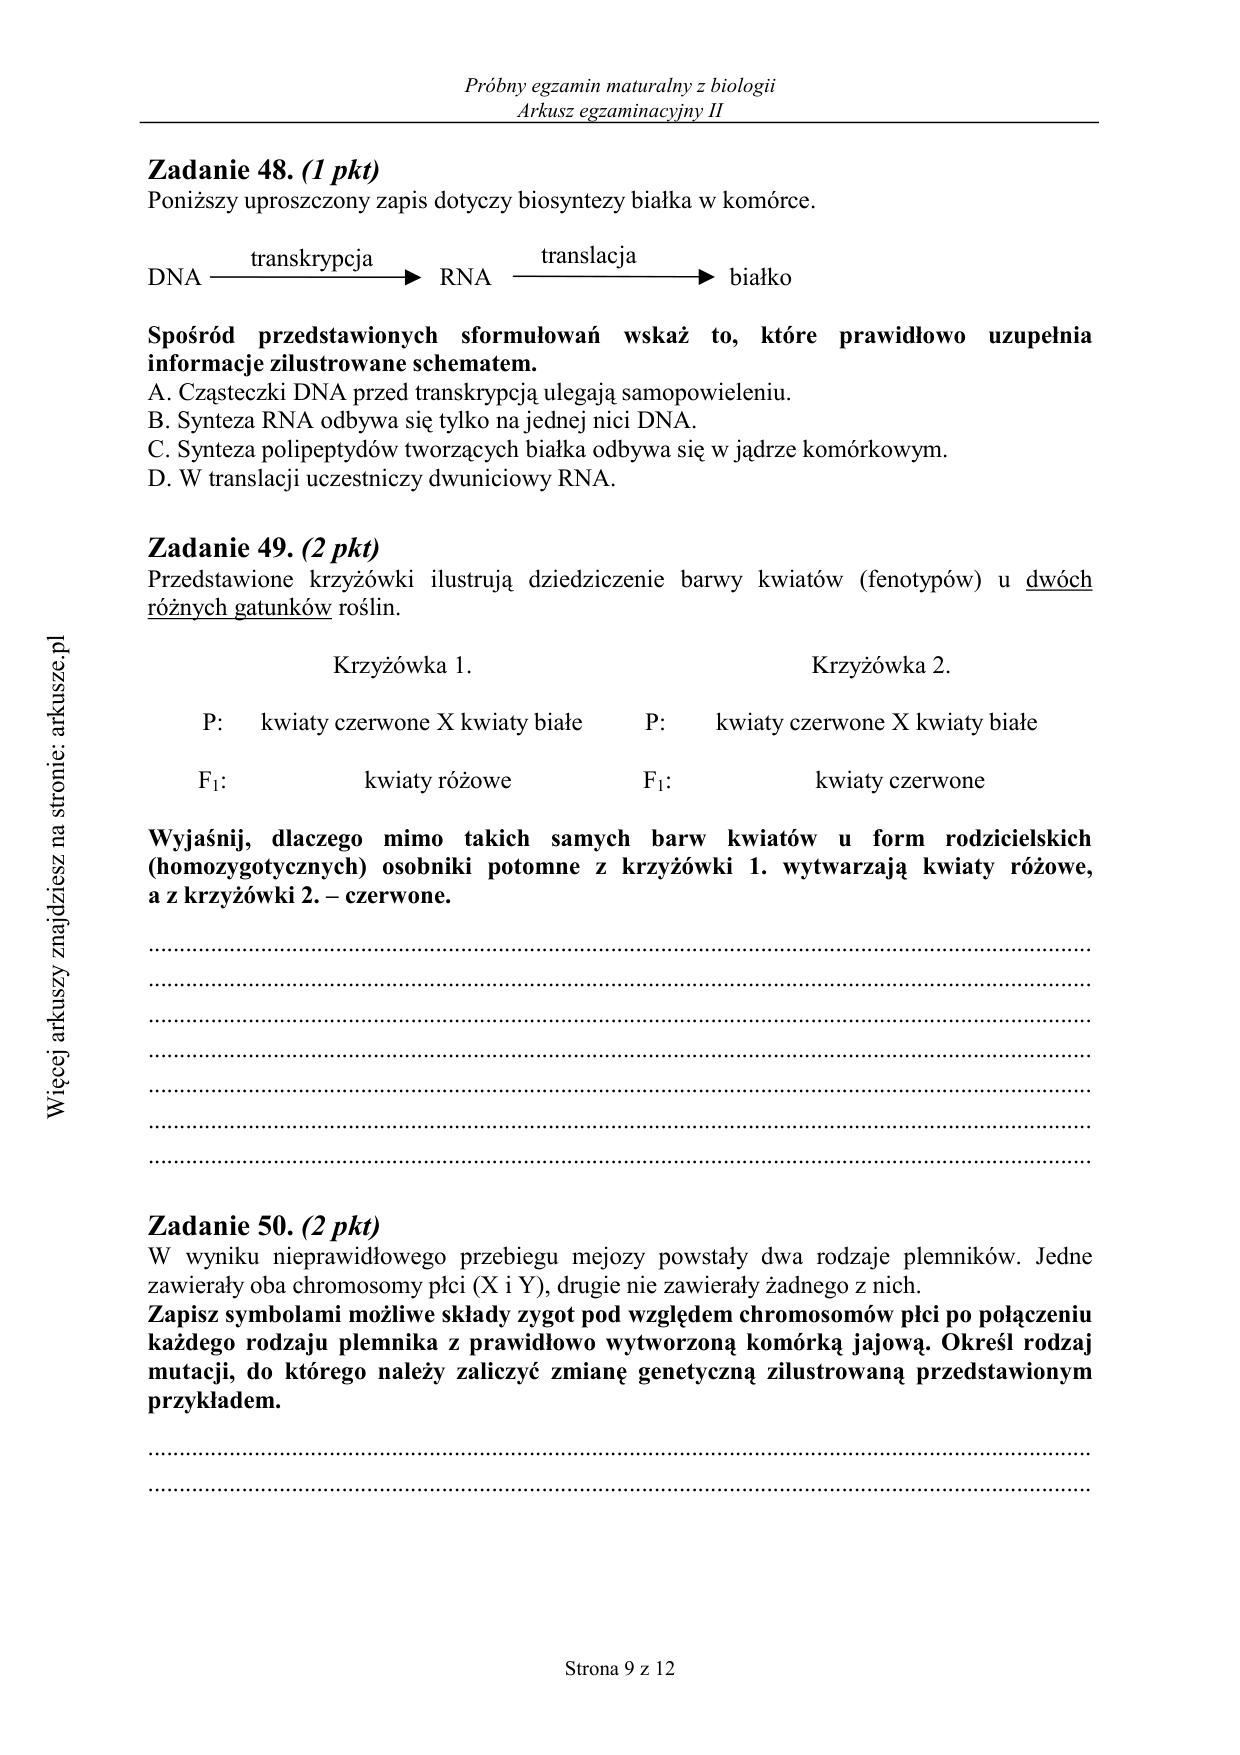 Próbny egzamin maturalny z biologii
Arkusz egzaminacyjny II
Zadanie 48. (1 pkt)
Poniższy uproszczony zapis dotyczy biosyntezy białka w komórce.
transkrypcja translacja
DNA RNA białko
Spośród przedstawionych sformułowań wskaż to, które prawidłowo uzupełnia
informacje zilustrowane schematem.
A. Cząsteczki DNA przed transkrypcją ulegają samopowieleniu.
B. Synteza RNA odbywa się tylko na jednej nici DNA.
C. Synteza polipeptydów tworzących białka odbywa się w jądrze komórkowym.
D. W translacji uczestniczy dwuniciowy RNA.
Zadanie 49. (2 pkt)
Przedstawione krzyżówki ilustrują dziedziczenie barwy kwiatów (fenotypów) u dwóch
różnych gatunków roślin.
Krzyżówka 1. Krzyżówka 2.
P: kwiaty czerwone X kwiaty białe P: kwiaty czerwone X kwiaty białe
F1: kwiaty różowe F1: kwiaty czerwone
Wyjaśnij, dlaczego mimo takich samych barw kwiatów u form rodzicielskich
(homozygotycznych) osobniki potomne z krzyżówki 1. wytwarzają kwiaty różowe,
a z krzyżówki 2. – czerwone.
Zadanie 50. (2 pkt)
W wyniku nieprawidłowego przebiegu mejozy powstały dwa rodzaje plemników. Jedne
zawierały oba chromosomy płci (X i Y), drugie nie zawierały żadnego z nich.
Zapisz symbolami możliwe składy zygot pod względem chromosomów płci po połączeniu
każdego rodzaju plemnika z prawidłowo wytworzoną komórką jajową. Określ rodzaj
mutacji, do którego należy zaliczyć zmianę genetyczną zilustrowaną przedstawionym
przykładem.
Strona 9 z 12
Więcej arkuszy znajdziesz na stronie: arkusze.pl